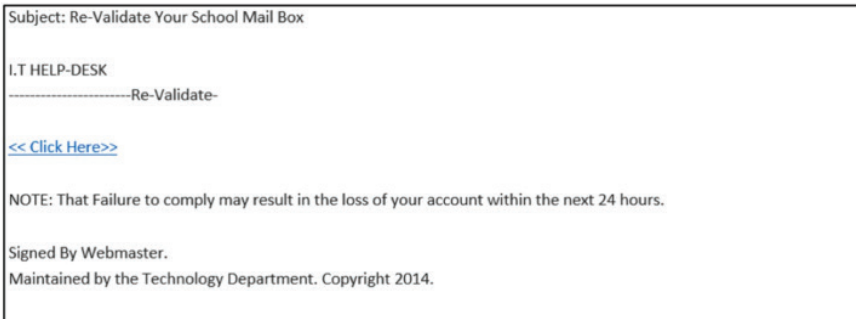 Subject: Re-Validate Your School Mail Box
I.T HELP-DESK
-----------------------Re-Validate-
<< Click Here>>
NOTE: That Failure to comply may result in the loss of your account within the next 24 hours.
Signed By Webmaster.
Maintained by the Technology Department. Copyright 2014.